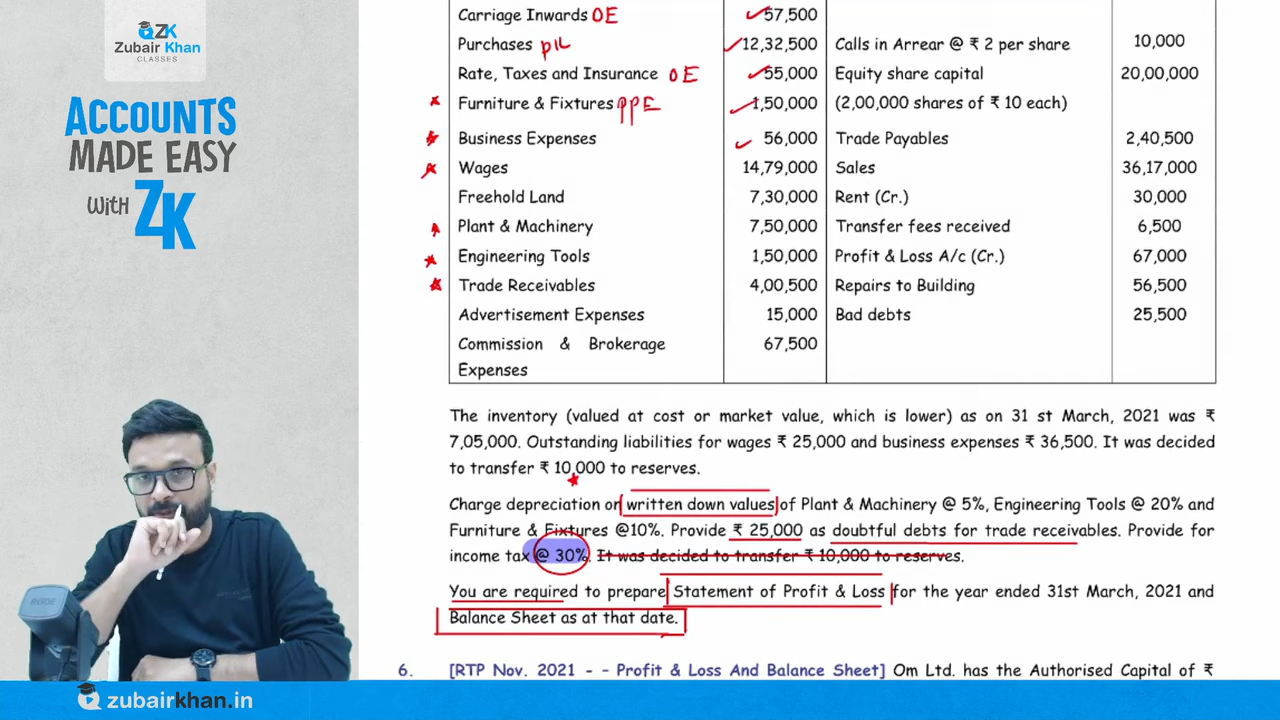 ZK
Zubair Khan
CLASSES
ACCOUNTS
MADE EASY
WITH ZK
Carriage Inwards OE 57,500
Purchases 12,32,500 Calls in Arrear @ ₹ 2 per share 10,000
Rate, Taxes and Insurance OE 55,000 Equity share capital 20,00,000
Furniture & Fixtures PPE 1,50,000 (2,00,000 shares of ₹ 10 each)
Business Expenses 56,000 Trade Payables 2,40,500
Wages 14,79,000 Sales 36,17,000
Freehold Land 7,30,000 Rent (Cr.) 30,000
Plant & Machinery 7,50,000 Transfer fees received 6,500
Engineering Tools 1,50,000 Profit & Loss A/c (Cr.) 67,000
Trade Receivables 4,00,500 Repairs to Building 56,500
Advertisement Expenses 15,000 Bad debts 25,500
Commission & Brokerage 67,500
Expenses
The inventory (valued at cost or market value, which is lower) as on 31 st March, 2021 was ₹
7,05,000. Outstanding liabilities for wages ₹ 25,000 and business expenses ₹ 36,500. It was decided
to transfer ₹ 10,000 to reserves.
Charge depreciation on written down values of Plant & Machinery @ 5%, Engineering Tools @ 20% and
Furniture & Fixtures @10%. Provide ₹ 25,000 as doubtful debts for trade receivables. Provide for
income tax @ 30%. It was decided to transfer ₹ 10,000 to reserves.
You are required to prepare Statement of Profit & Loss for the year ended 31st March, 2021 and
Balance Sheet as at that date.
6. [RTP Nov. 2021 - - Profit & Loss And Balance Sheet] Om Ltd. has the Authorised Capital of ₹
RØDE
zubairkhan.in
zubairkhan.in